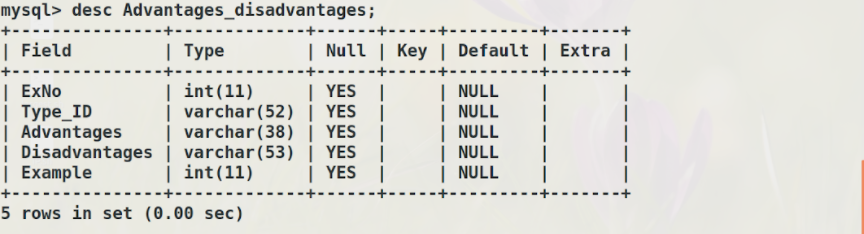 mysql> desc Advantages_disadvantages;
+---------------+-------------+------+-----+---------+-------+
| Field         | Type        | Null | Key | Default | Extra |
+---------------+-------------+------+-----+---------+-------+
| ExNo          | int(11)     | YES  |     | NULL    |       |
| Type_ID       | varchar(52) | YES  |     | NULL    |       |
| Advantages    | varchar(38) | YES  |     | NULL    |       |
| Disadvantages | varchar(53) | YES  |     | NULL    |       |
| Example       | int(11)     | YES  |     | NULL    |       |
+---------------+-------------+------+-----+---------+-------+
5 rows in set (0.00 sec)